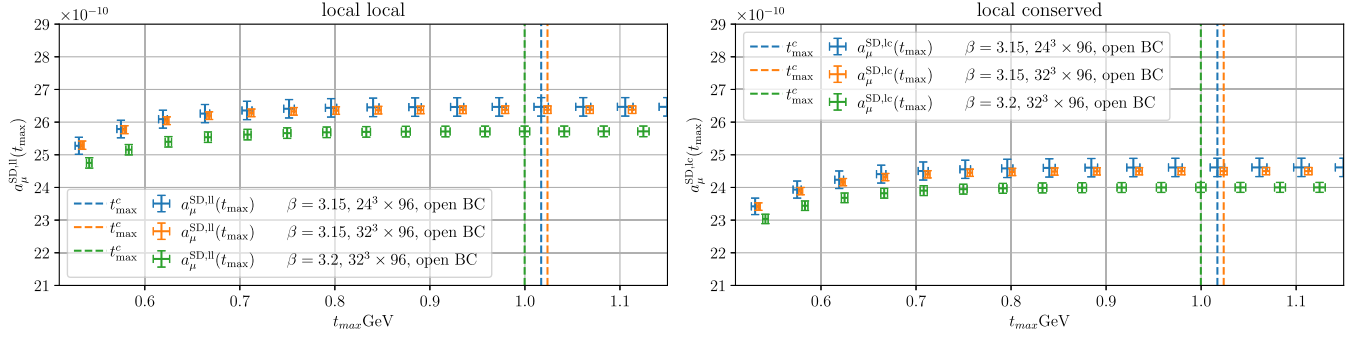 local local
×10⁻¹⁰
29
28
27
26
25
24
23
22
21
a_μ^{SD,ll}(t_max)
t^c_max a_μ^{SD,ll}(t_max) β = 3.15, 24³ × 96, open BC
t^c_max a_μ^{SD,ll}(t_max) β = 3.15, 32³ × 96, open BC
t^c_max a_μ^{SD,ll}(t_max) β = 3.2, 32³ × 96, open BC
0.6 0.7 0.8 0.9 1.0 1.1
t_{max}GeV
local conserved
×10⁻¹⁰
29
28
27
26
25
24
23
22
21
a_μ^{SD,lc}(t_max)
t^c_max a_μ^{SD,lc}(t_max) β = 3.15, 24³ × 96, open BC
t^c_max a_μ^{SD,lc}(t_max) β = 3.15, 32³ × 96, open BC
t^c_max a_μ^{SD,lc}(t_max) β = 3.2, 32³ × 96, open BC
0.6 0.7 0.8 0.9 1.0 1.1
t_{max}GeV